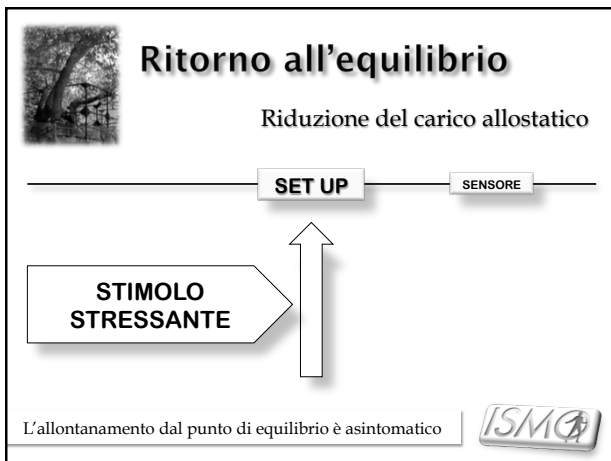 Ritorno all'equilibrio
Riduzione del carico allostatico
SET UP
SENSORE
STIMOLO
STRESSANTE
L'allontanamento dal punto di equilibrio è asintomatico
ISMO